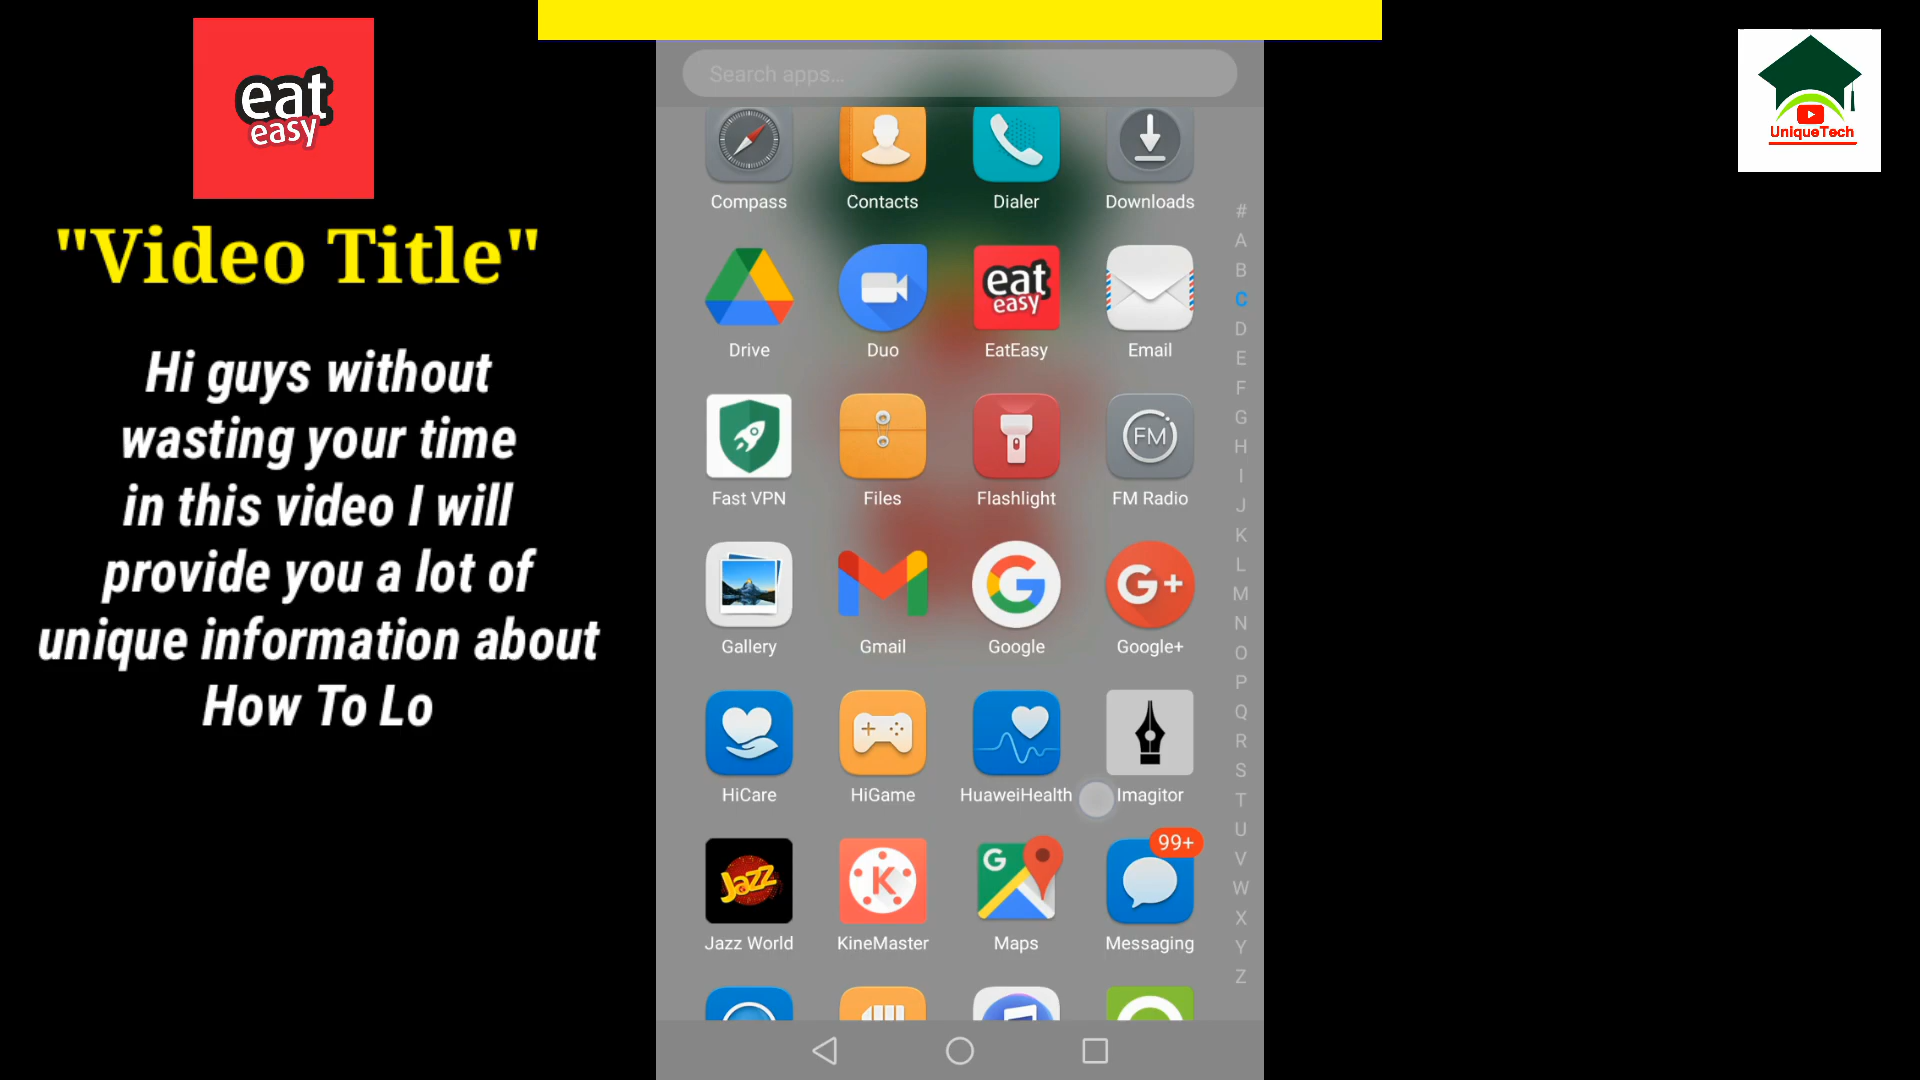 eat
easy
"Video Title"
Hi guys without
wasting your time
in this video I will
provide you a lot of
unique information about
How To Lo
Search apps...
Compass Contacts Dialer Downloads
eat
easy
Drive Duo EatEasy Email
FM
Fast VPN Files Flashlight FM Radio
G+
Gallery Gmail Google Google+
HiCare HiGame HuaweiHealth Imagitor
99+
Jazz K G
Jazz World KineMaster Maps Messaging
#
A
B
C
D
E
F
G
H
I
J
K
L
M
N
O
P
Q
R
S
T
U
V
W
X
Y
Z
UniqueTech